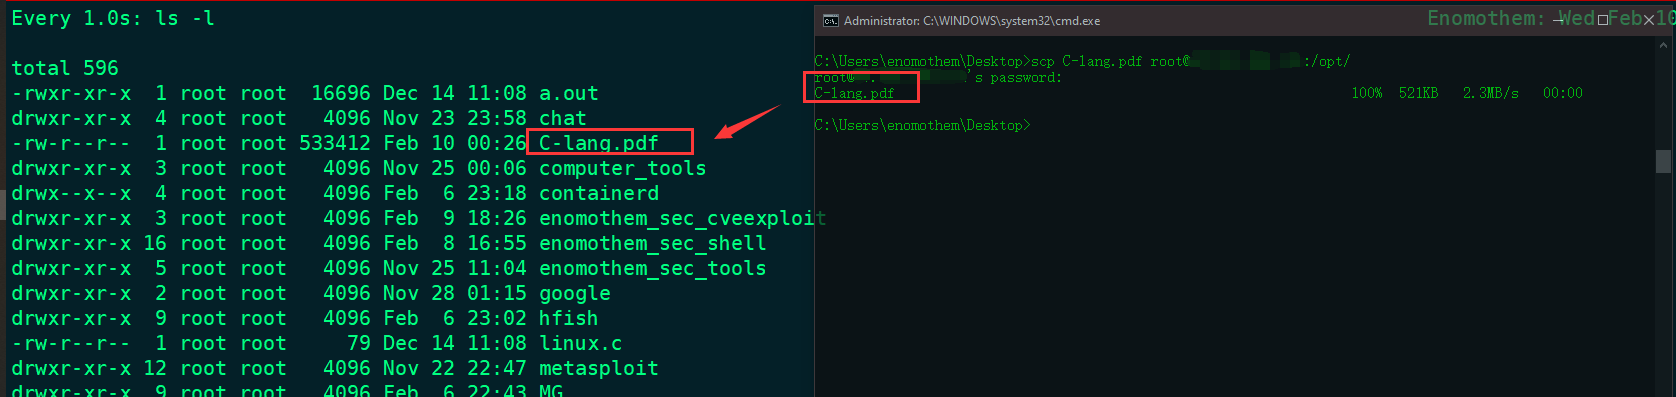 Every 1.0s: ls -l
total 596
-rwxr-xr-x  1 root root  16696 Dec 14 11:08 a.out
drwxr-xr-x  4 root root   4096 Nov 23 23:58 chat
-rw-r--r--  1 root root 533412 Feb 10 00:26 C-lang.pdf
drwxr-xr-x  3 root root   4096 Nov 25 00:06 computer_tools
drwx--x--x  4 root root   4096 Feb  6 23:18 containerd
drwxr-xr-x  3 root root   4096 Feb  9 18:26 enomothem_sec_cveexploit
drwxr-xr-x 16 root root   4096 Feb  8 16:55 enomothem_sec_shell
drwxr-xr-x  5 root root   4096 Nov 25 11:04 enomothem_sec_tools
drwxr-xr-x  2 root root   4096 Nov 28 01:15 google
drwxr-xr-x  9 root root   4096 Feb  6 23:02 hfish
-rw-r--r--  1 root root     79 Dec 14 11:08 linux.c
drwxr-xr-x 12 root root   4096 Nov 22 22:47 metasploit
drwxr-xr-x  9 root root   4096 Feb  6 22:43 MG
Administrator: C:\WINDOWS\system32\cmd.exe
Enomothem: Wed Feb 10
C:\Users\enomothem\Desktop>scp C-lang.pdf root@ :/opt/
root@ 's password:
C-lang.pdf 100% 521KB 2.3MB/s 00:00
C:\Users\enomothem\Desktop>